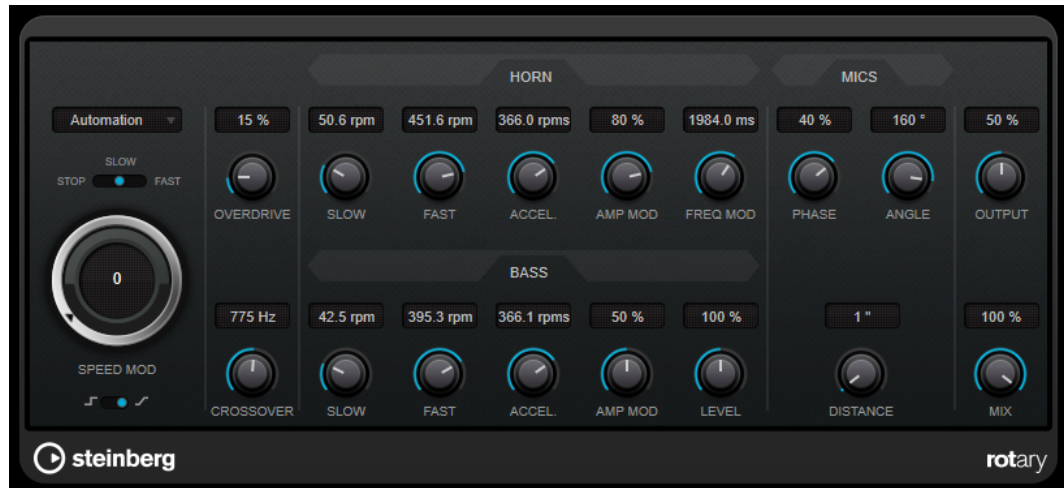 HORN MICS
Automation 15 % 50.6 rpm 451.6 rpm 366.0 rpms 80 % 1984.0 ms 40 % 160 ° 50 %
SLOW
STOP FAST
OVERDRIVE SLOW FAST ACCEL. AMP MOD FREQ MOD PHASE ANGLE OUTPUT
BASS
0
775 Hz 42.5 rpm 395.3 rpm 366.1 rpms 50 % 100 % 1 " 100 %
SPEED MOD
CROSSOVER SLOW FAST ACCEL. AMP MOD LEVEL DISTANCE MIX
steinberg rotary